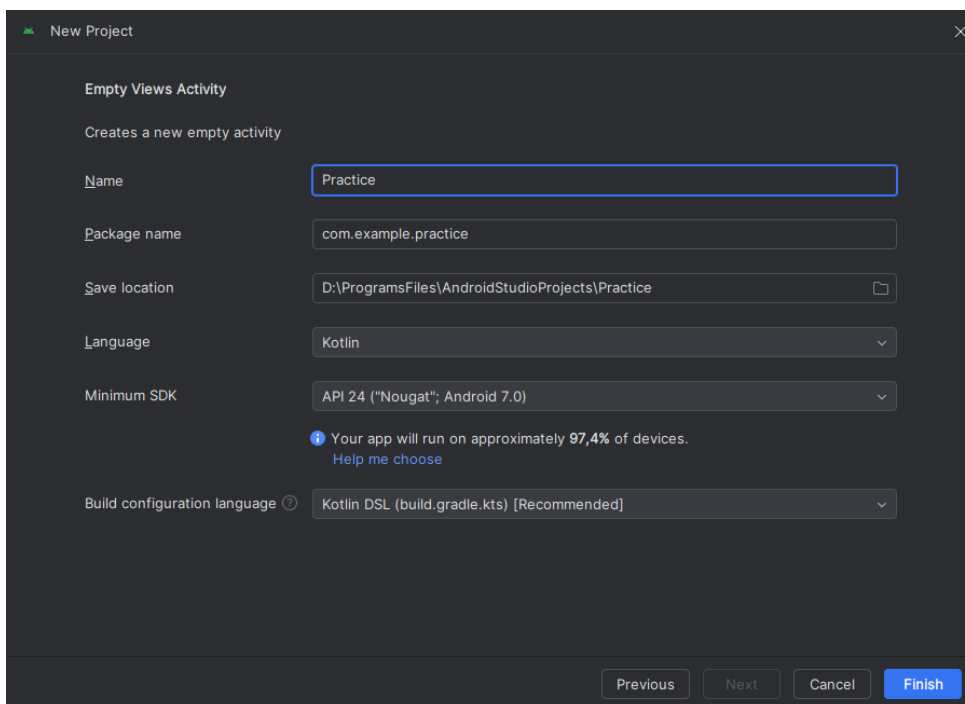 New Project
Empty Views Activity
Creates a new empty activity
Name Practice
Package name com.example.practice
Save location D:\ProgramsFiles\AndroidStudioProjects\Practice
Language Kotlin
Minimum SDK API 24 ("Nougat"; Android 7.0)
Your app will run on approximately 97,4% of devices.
Help me choose
Build configuration language Kotlin DSL (build.gradle.kts) [Recommended]
Previous Next Cancel Finish